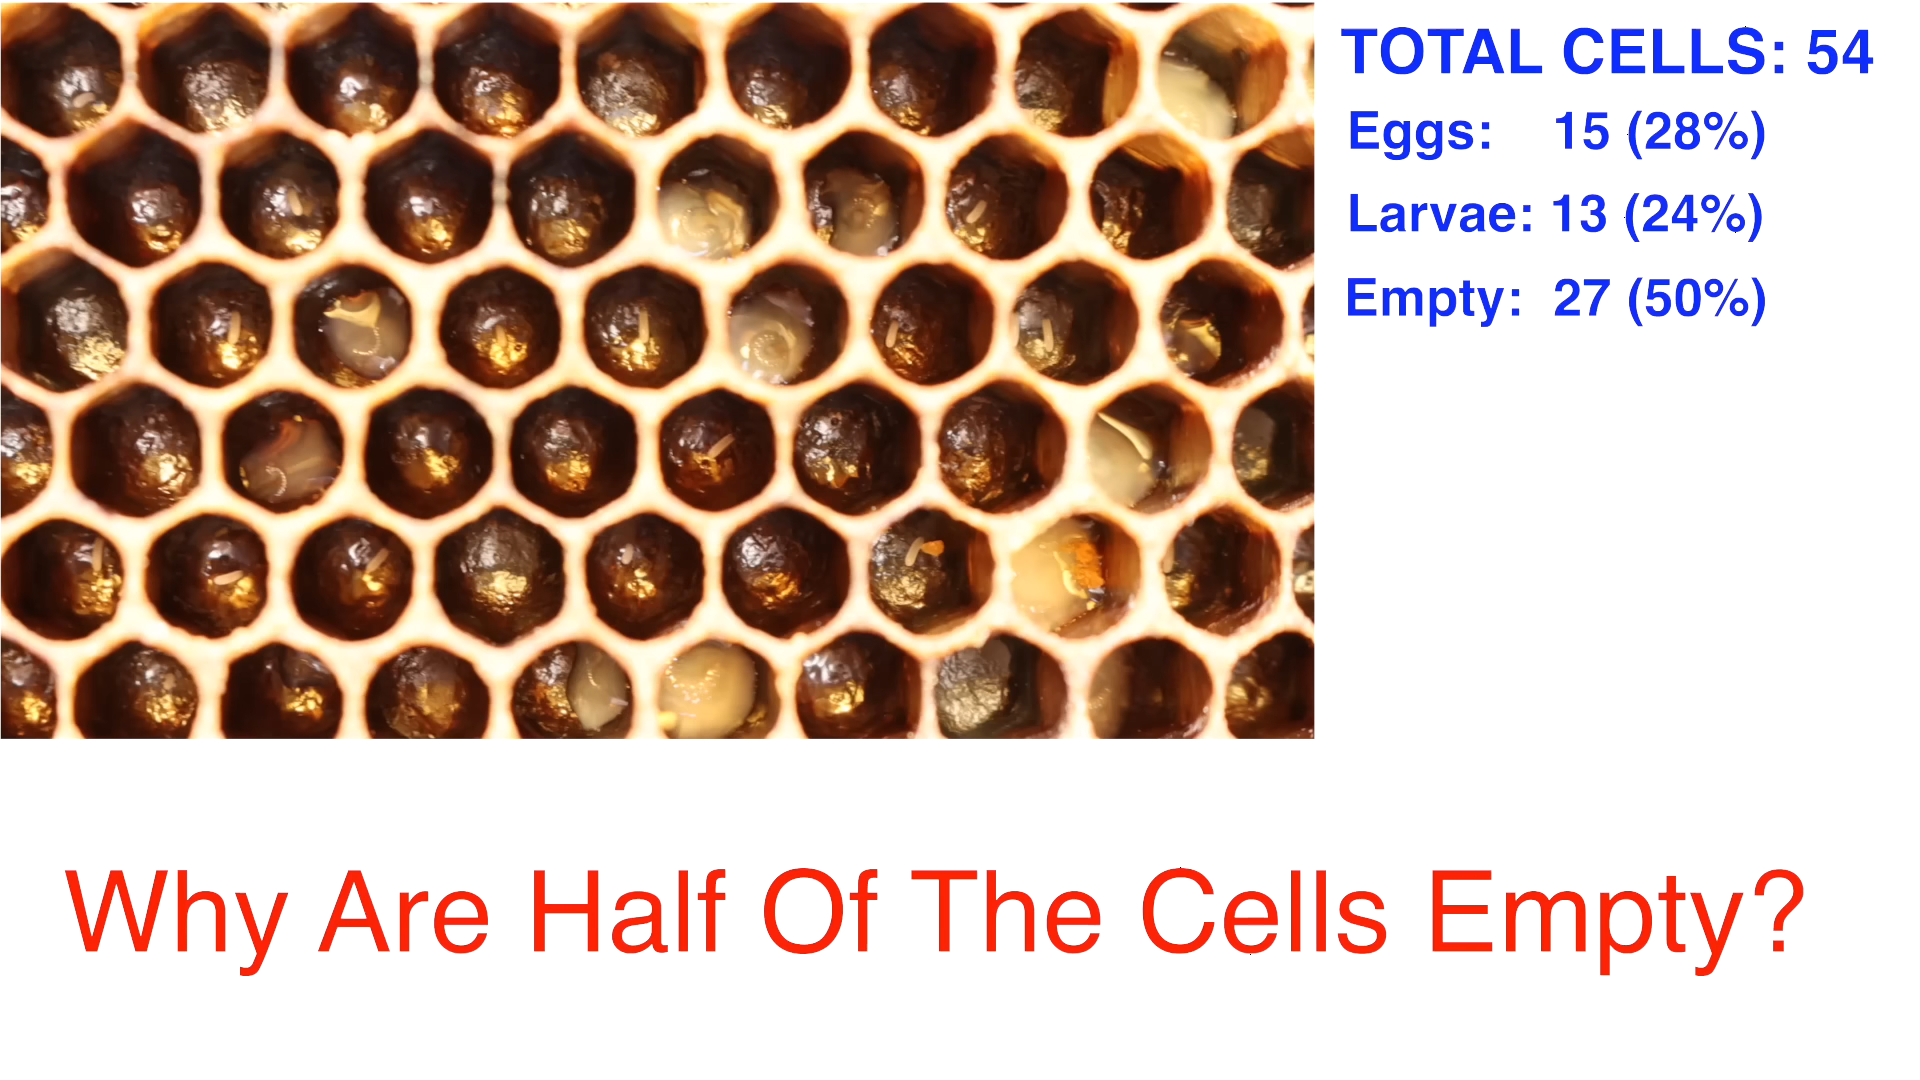 TOTAL CELLS: 54
Eggs: 15 (28%)
Larvae: 13 (24%)
Empty: 27 (50%)
Why Are Half Of The Cells Empty?